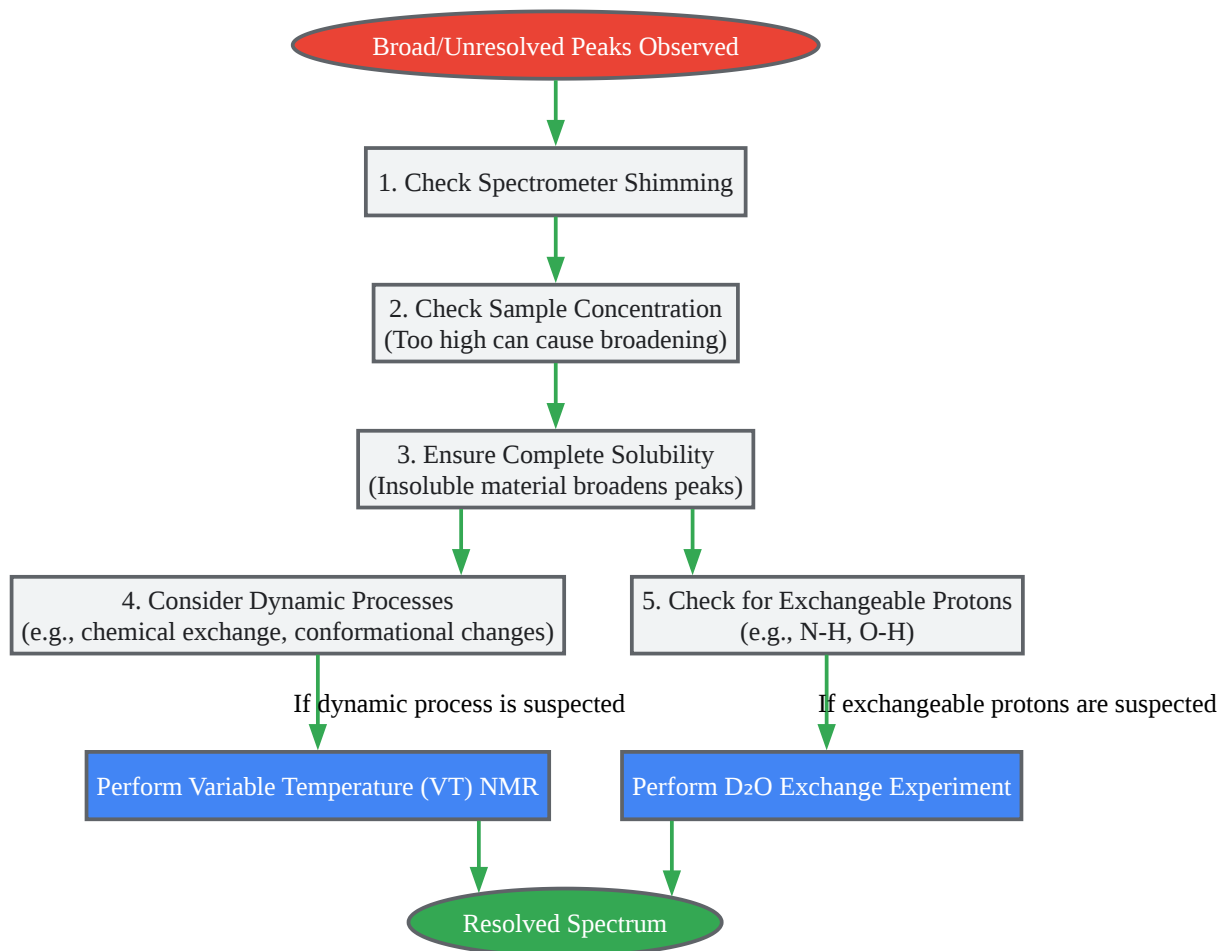 Broad/Unresolved Peaks Observed
1. Check Spectrometer Shimming
2. Check Sample Concentration
(Too high can cause broadening)
3. Ensure Complete Solubility
(Insoluble material broadens peaks)
4. Consider Dynamic Processes
(e.g., chemical exchange, conformational changes)
5. Check for Exchangeable Protons
(e.g., N-H, O-H)
If dynamic process is suspected
If exchangeable protons are suspected
Perform Variable Temperature (VT) NMR
Perform D₂O Exchange Experiment
Resolved Spectrum